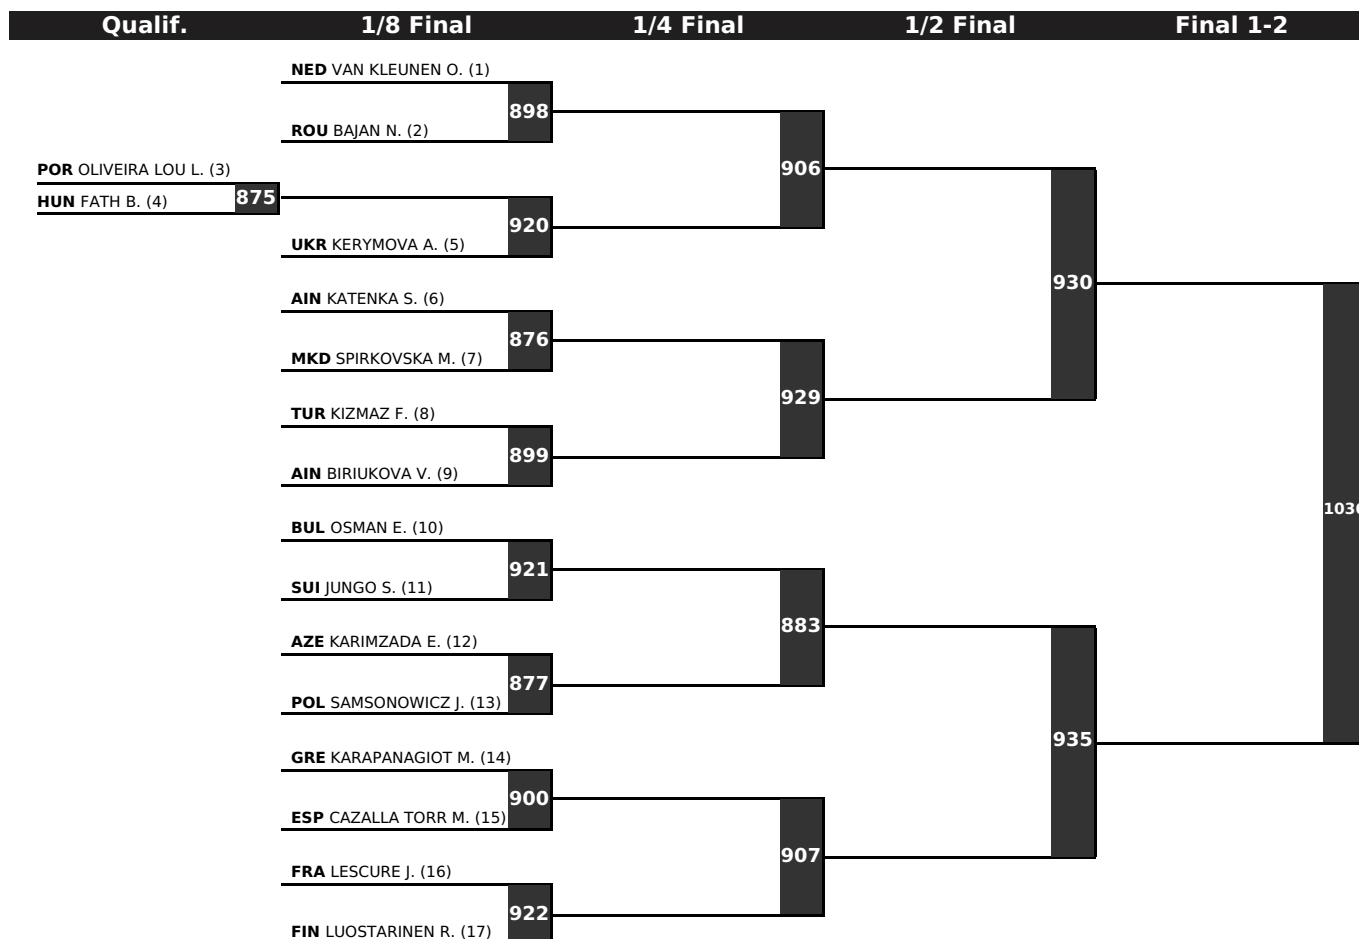 Qualif. 1/8 Final 1/4 Final 1/2 Final Final 1-2
NED VAN KLEUNEN O. (1)
898
ROU BAJAN N. (2)
906
POR OLIVEIRA LOU L. (3)
875
HUN FATH B. (4)
920
UKR KERYMOVA A. (5)
930
AIN KATENKA S. (6)
876
MKD SPIRKOVSKA M. (7)
929
TUR KIZMAZ F. (8)
899
AIN BIRIUKOVA V. (9)
BUL OSMAN E. (10)
921
SUI JUNGO S. (11)
883
AZE KARIMZADA E. (12)
877
POL SAMSONOWICZ J. (13)
935
GRE KARAPANAGIOT M. (14)
900
ESP CAZALLA TORR M. (15)
907
FRA LESCURE J. (16)
922
FIN LUOSTARINEN R. (17)